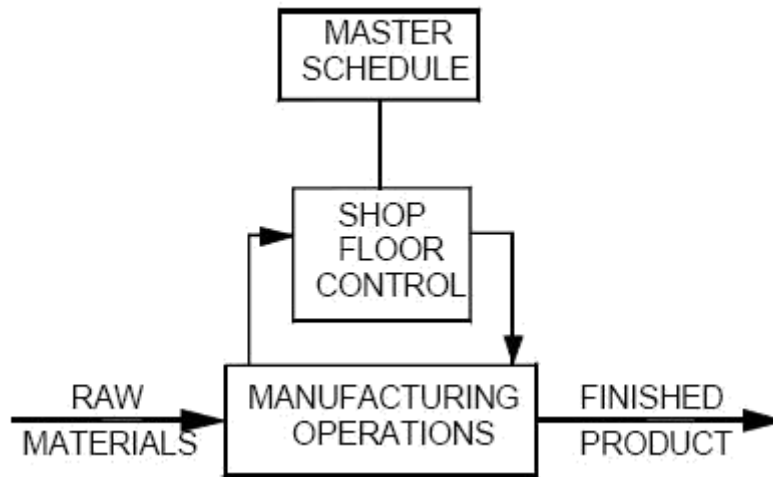 MASTER
SCHEDULE
SHOP
FLOOR
CONTROL
RAW
MATERIALS
MANUFACTURING
OPERATIONS
FINISHED
PRODUCT